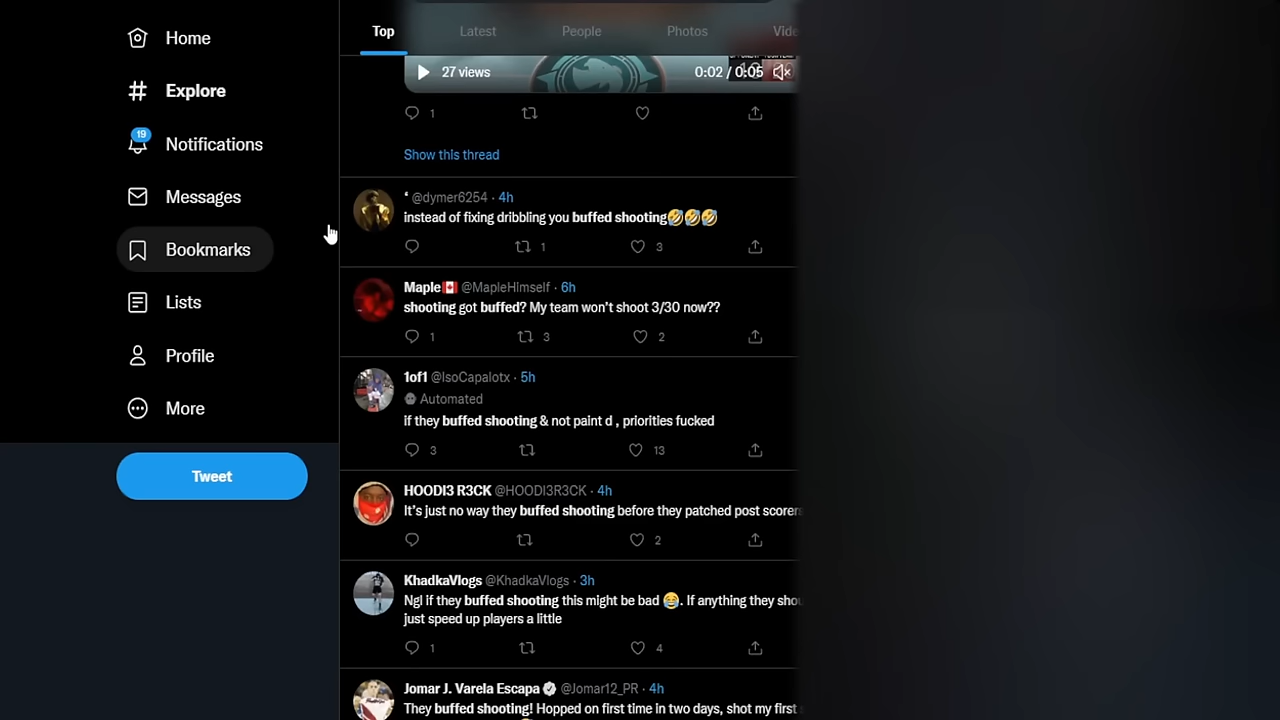 Home
Explore
19
Notifications
Messages
Bookmarks
Lists
Profile
More
Tweet
Top
Latest
People
Photos
27 views
0:02 / 0:05
1
Show this thread
‘ @dymer6254 · 4h
instead of fixing dribbling you buffed shooting🤣🤣🤣
1 3
Maple🇨🇦 @MapleHImself · 6h
shooting got buffed? My team won’t shoot 3/30 now??
1 3 2
1of1 @IsoCapalotx · 5h
Automated
if they buffed shooting & not paint d , priorities fucked
3 13
HOODI3 R3CK @HOODI3R3CK · 4h
It’s just no way they buffed shooting before they patched post scorers
2
KhadkaVlogs @KhadkaVlogs · 3h
Ngl if they buffed shooting this might be bad 😂. If anything they
just speed up players a little
1 4
Jomar J. Varela Escapa @Jomar12_PR · 4h
They buffed shooting! Hopped on first time in two days, shot my first